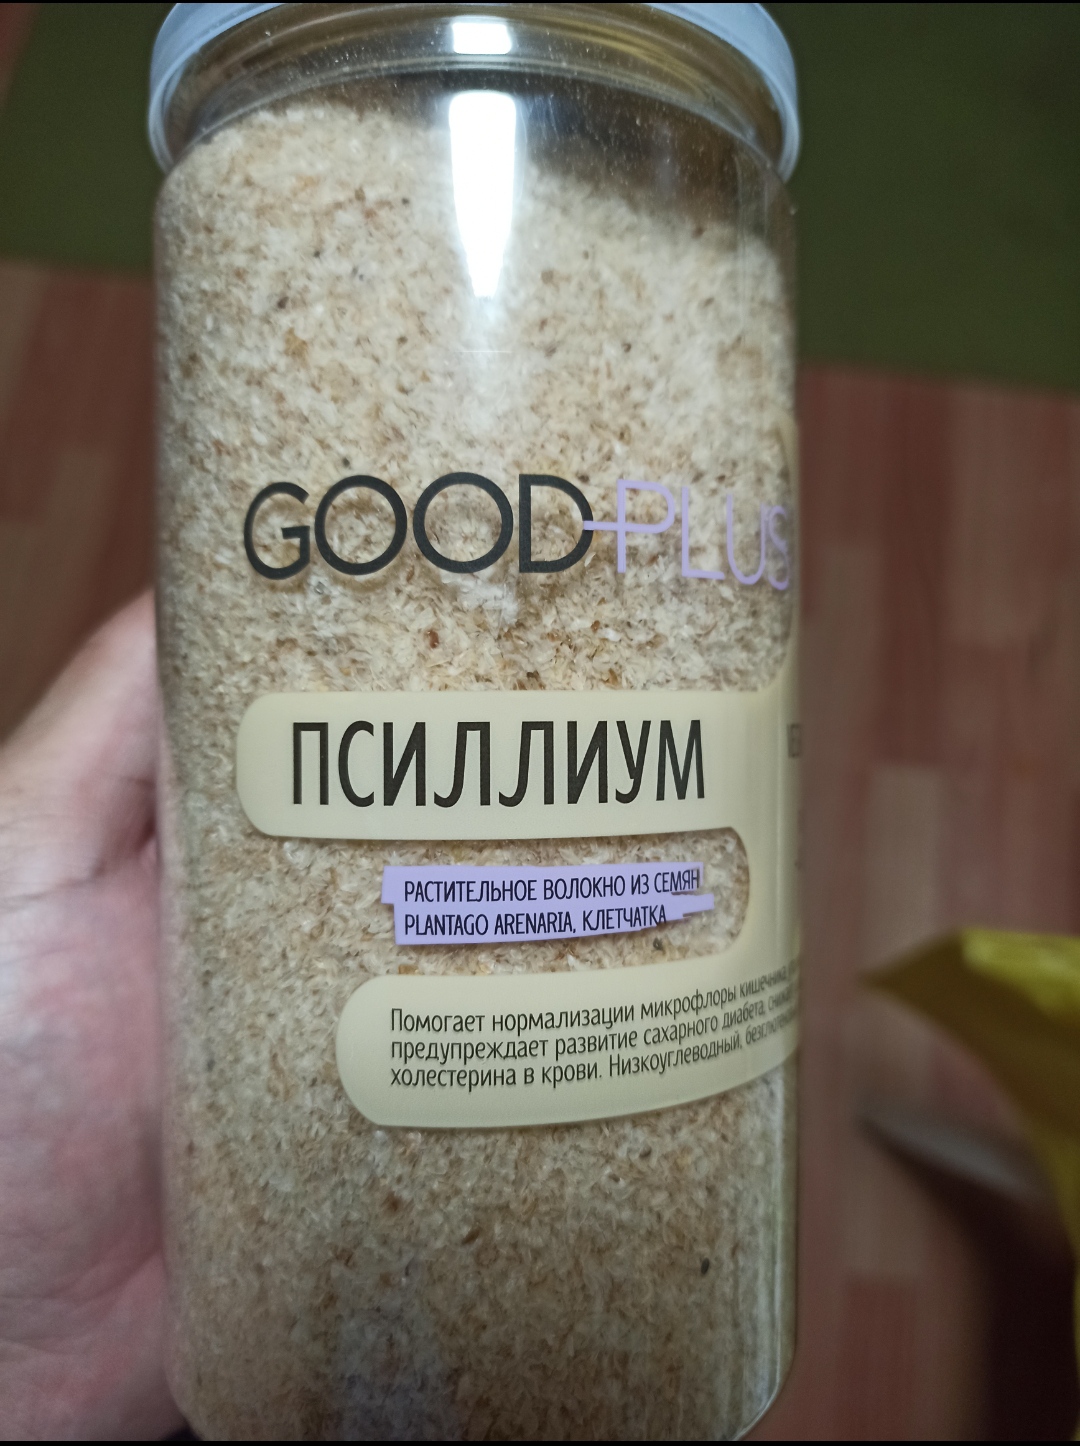 GOOD PLUS
ПСИЛЛИУМ
РАСТИТЕЛЬНОЕ ВОЛОКНО ИЗ СЕМЯН
PLANTAGO ARENARIA, КЛЕТЧАТКА
Помогает нормализации микрофлоры кишечника,
предупреждает развитие сахарного диабета,
холестерина в крови. Низкоуглеводный,